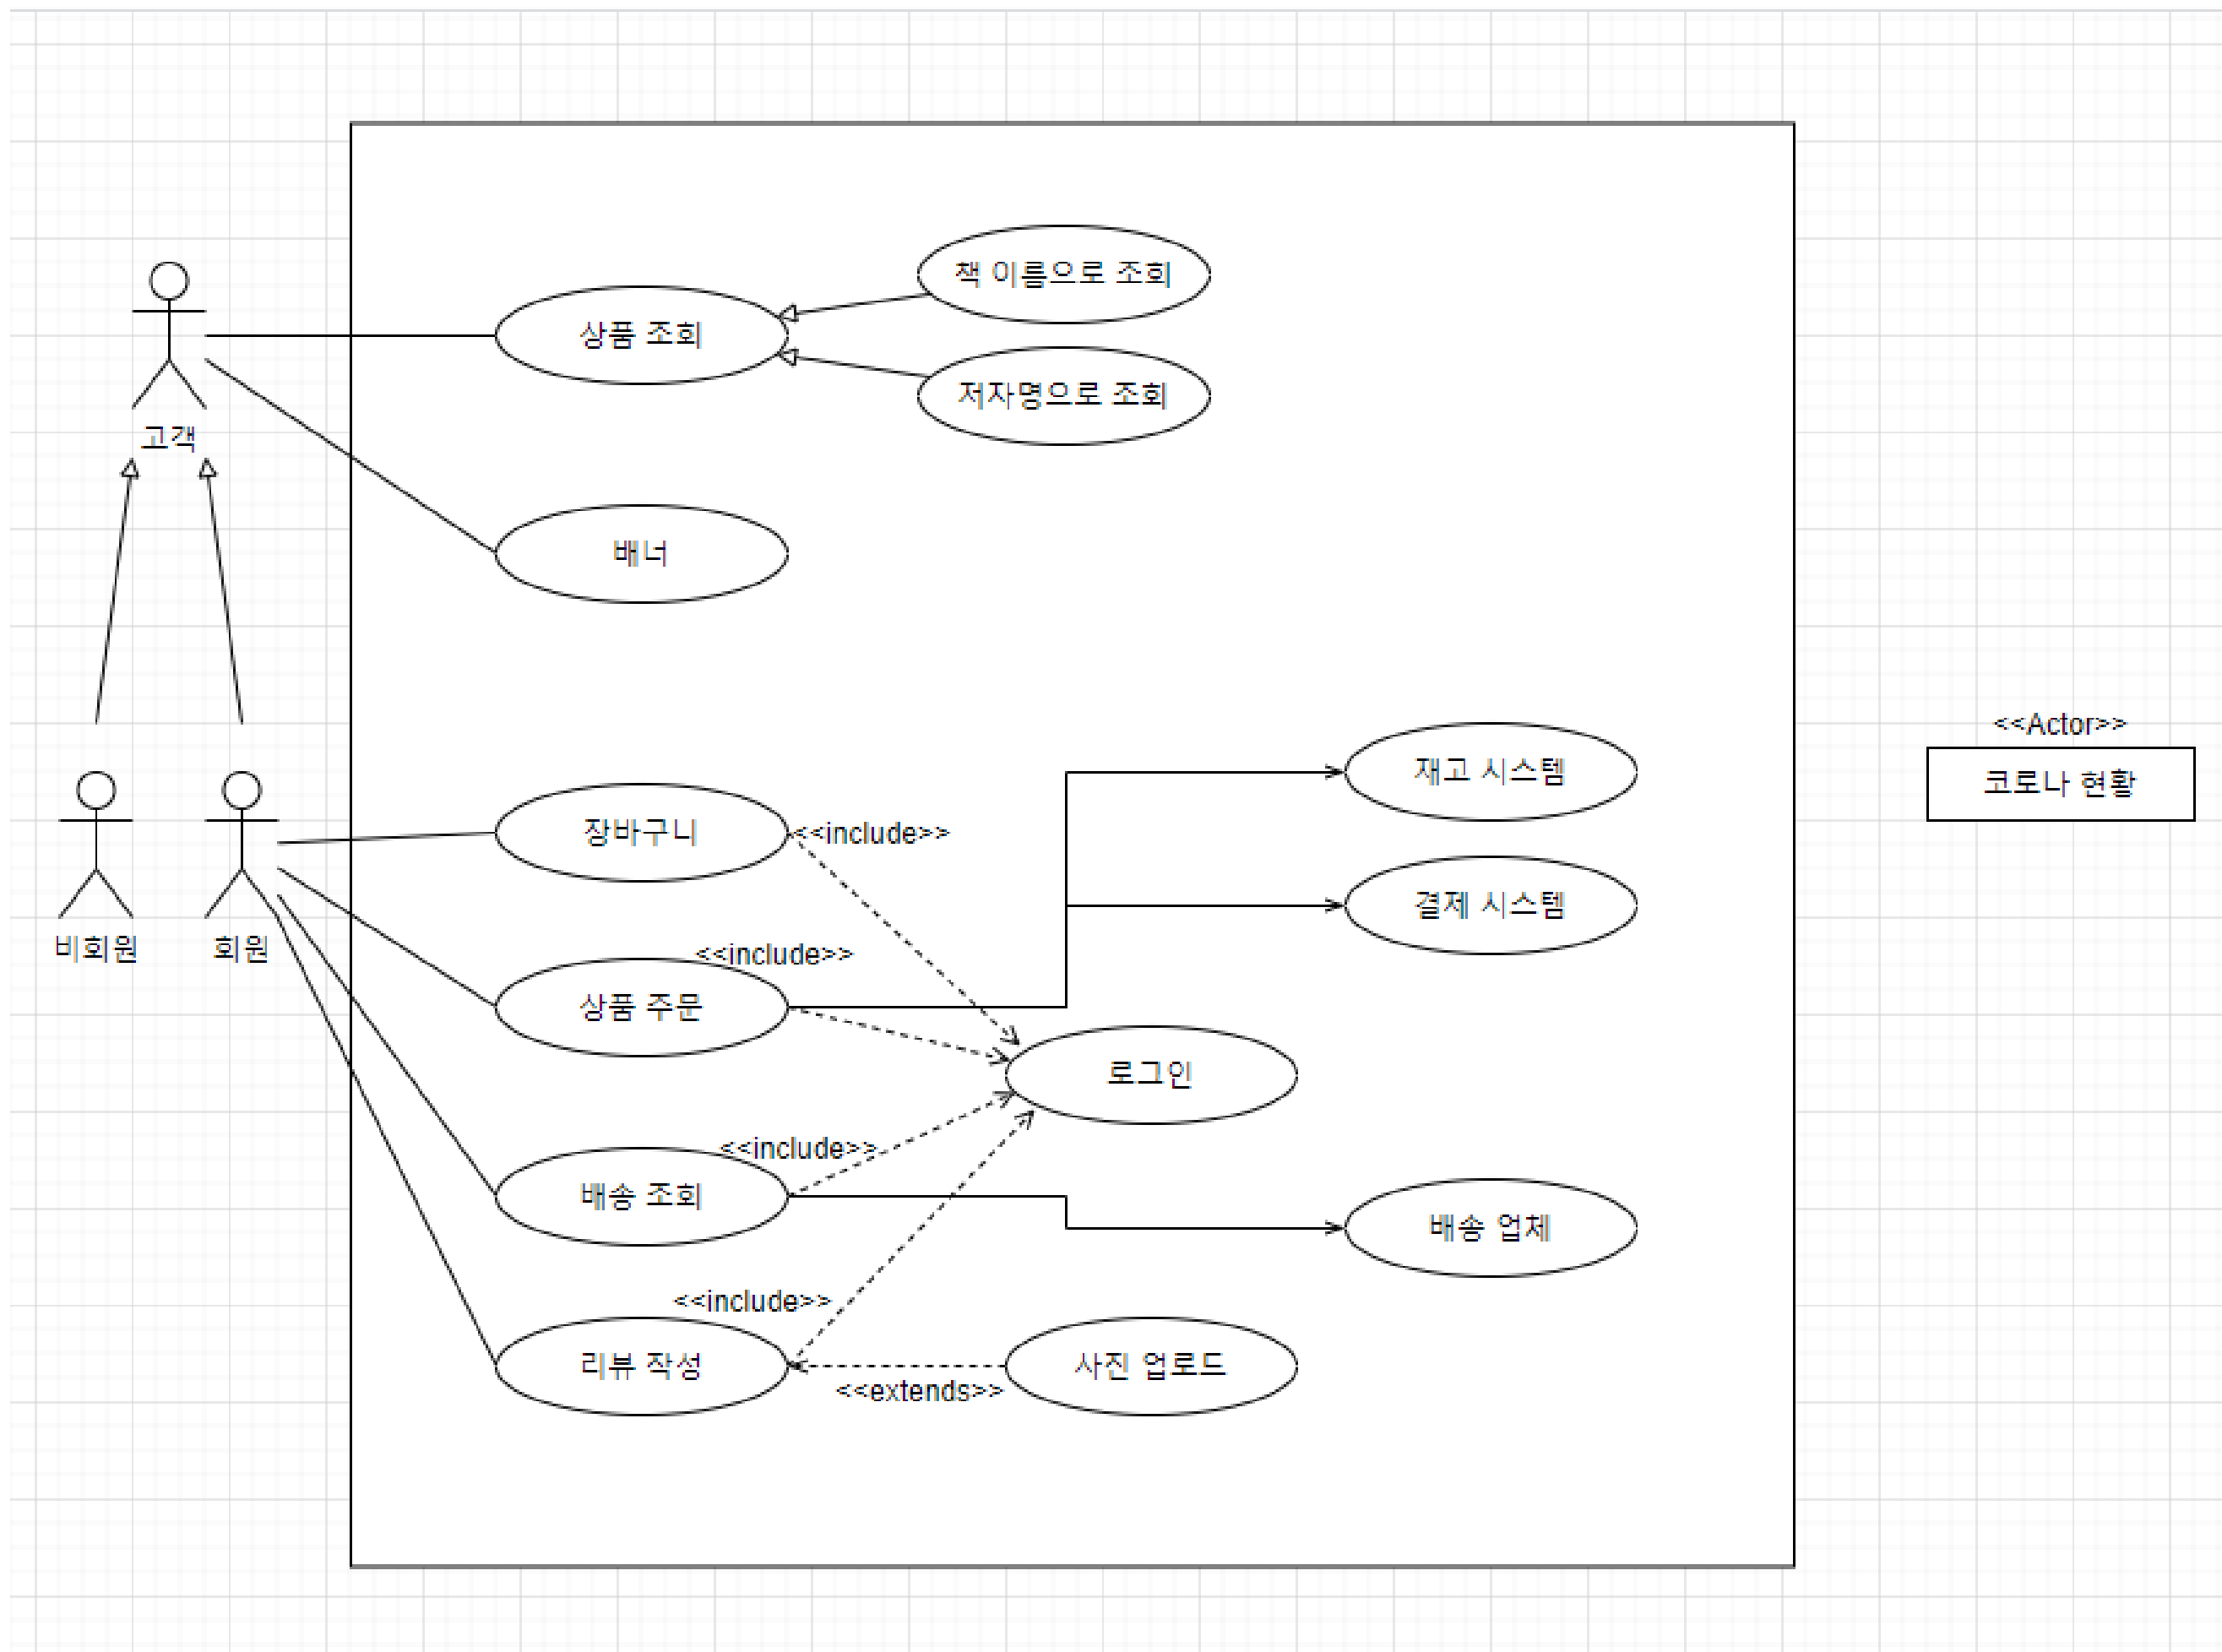 책 이름으로 조회
상품 조회
저자명으로 조회
고객
배너
<<Actor>>
재고 시스템
코로나 현황
장바구니
<<include>>
결제 시스템
비회원
회원
<<include>>
상품 주문
로그인
<<include>>
배송 조회
배송 업체
<<include>>
리뷰 작성
사진 업로드
<<extends>>